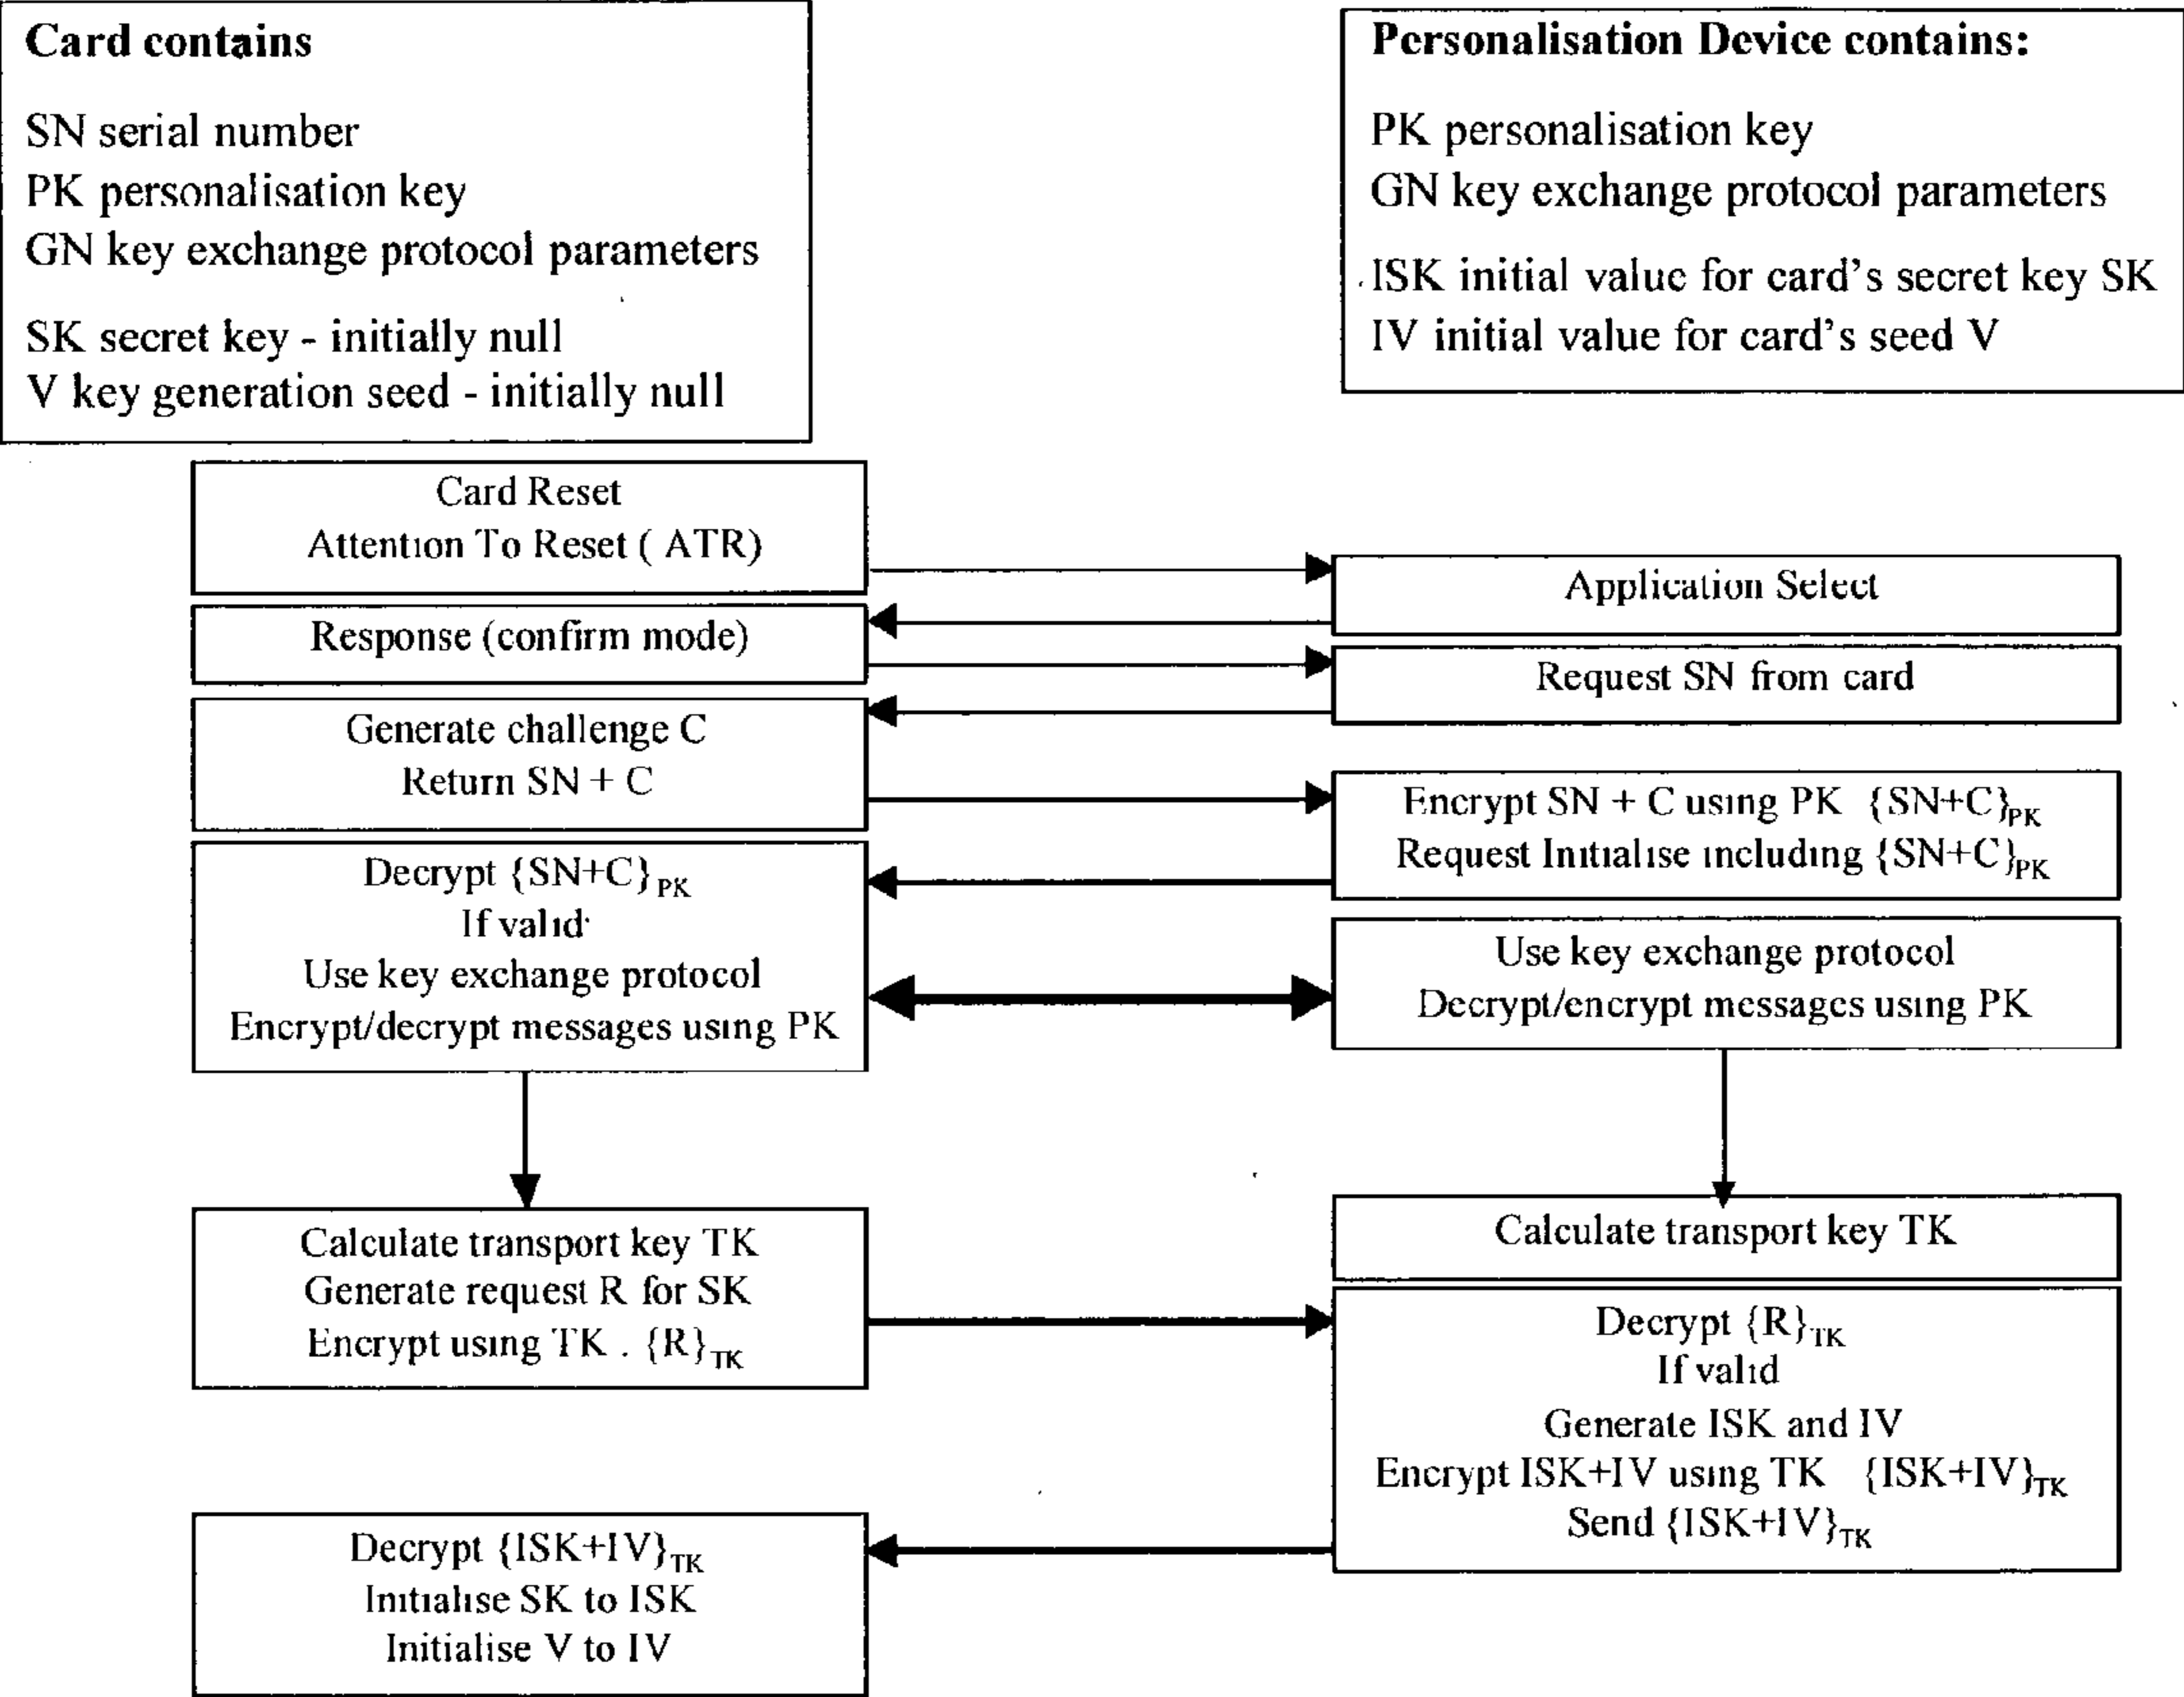 Card contains
SN serial number
PK personalisation key
GN key exchange protocol parameters
SK secret key - initially null
V key generation seed - initially null
Personalisation Device contains:
PK personalisation key
GN key exchange protocol parameters
ISK initial value for card's secret key SK
IV initial value for card's seed V
Card Reset
Attention To Reset ( ATR)
Application Select
Response (confirm mode)
Request SN from card
Generate challenge C
Return SN + C
Encrypt SN + C using PK {SN+C}PK
Request Initialise including {SN+C}PK
Decrypt {SN+C}PK
If valid:
Use key exchange protocol
Encrypt/decrypt messages using PK
Use key exchange protocol
Decrypt/encrypt messages using PK
Calculate transport key TK
Generate request R for SK
Encrypt using TK . {R}TK
Calculate transport key TK
Decrypt {R}TK
If valid
Generate ISK and IV
Encrypt ISK+IV using TK {ISK+IV}TK
Send {ISK+IV}TK
Decrypt {ISK+IV}TK
Initialise SK to ISK
Initialise V to IV